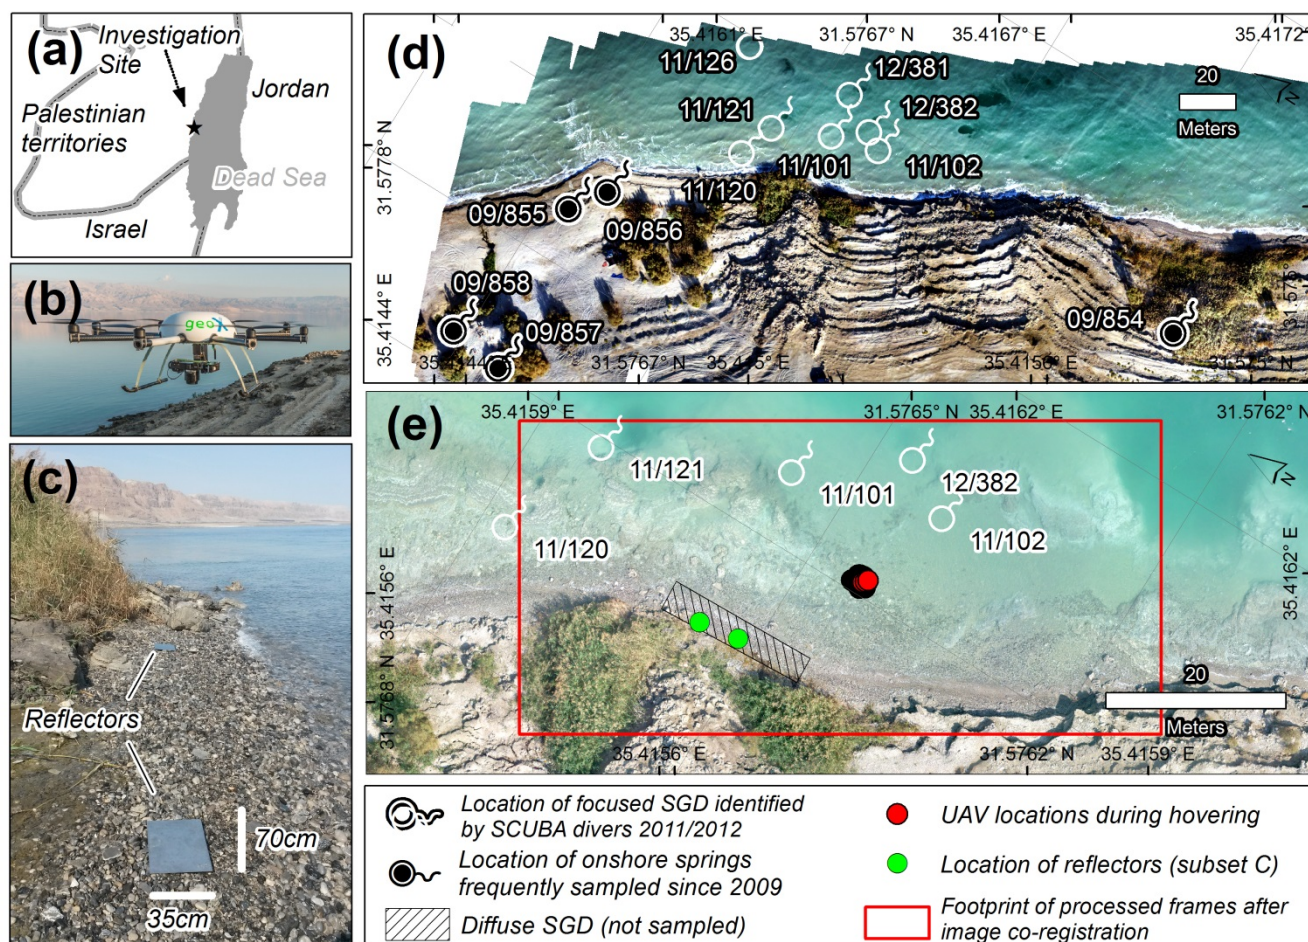 (a)
Investigation
Site
Jordan
Palestinian
territories
Dead Sea
Israel
(b)
geo X
(c)
Reflectors
70cm
35cm
(d)
35.4161° E
31.5767° N
35.4167° E
35.4172° E
11/126
12/381
20
N
Meters
11/121
12/382
31.5778° N
11/101
11/102
11/120
09/855
09/856
09/858
09/857
09/854
35.4144° E
31.5767° N
35.4156° E
(e)
35.4159° E
31.5765° N
35.4162° E
31.5762° N
N
11/121
11/101
12/382
11/120
11/102
35.4156° E
35.4162° E
31.5768° N
20
Meters
35.4156° E
31.5762° N
35.4159° E
Location of focused SGD identified
by SCUBA divers 2011/2012
Location of onshore springs
frequently sampled since 2009
Diffuse SGD (not sampled)
UAV locations during hovering
Location of reflectors (subset C)
Footprint of processed frames after
image co-registration